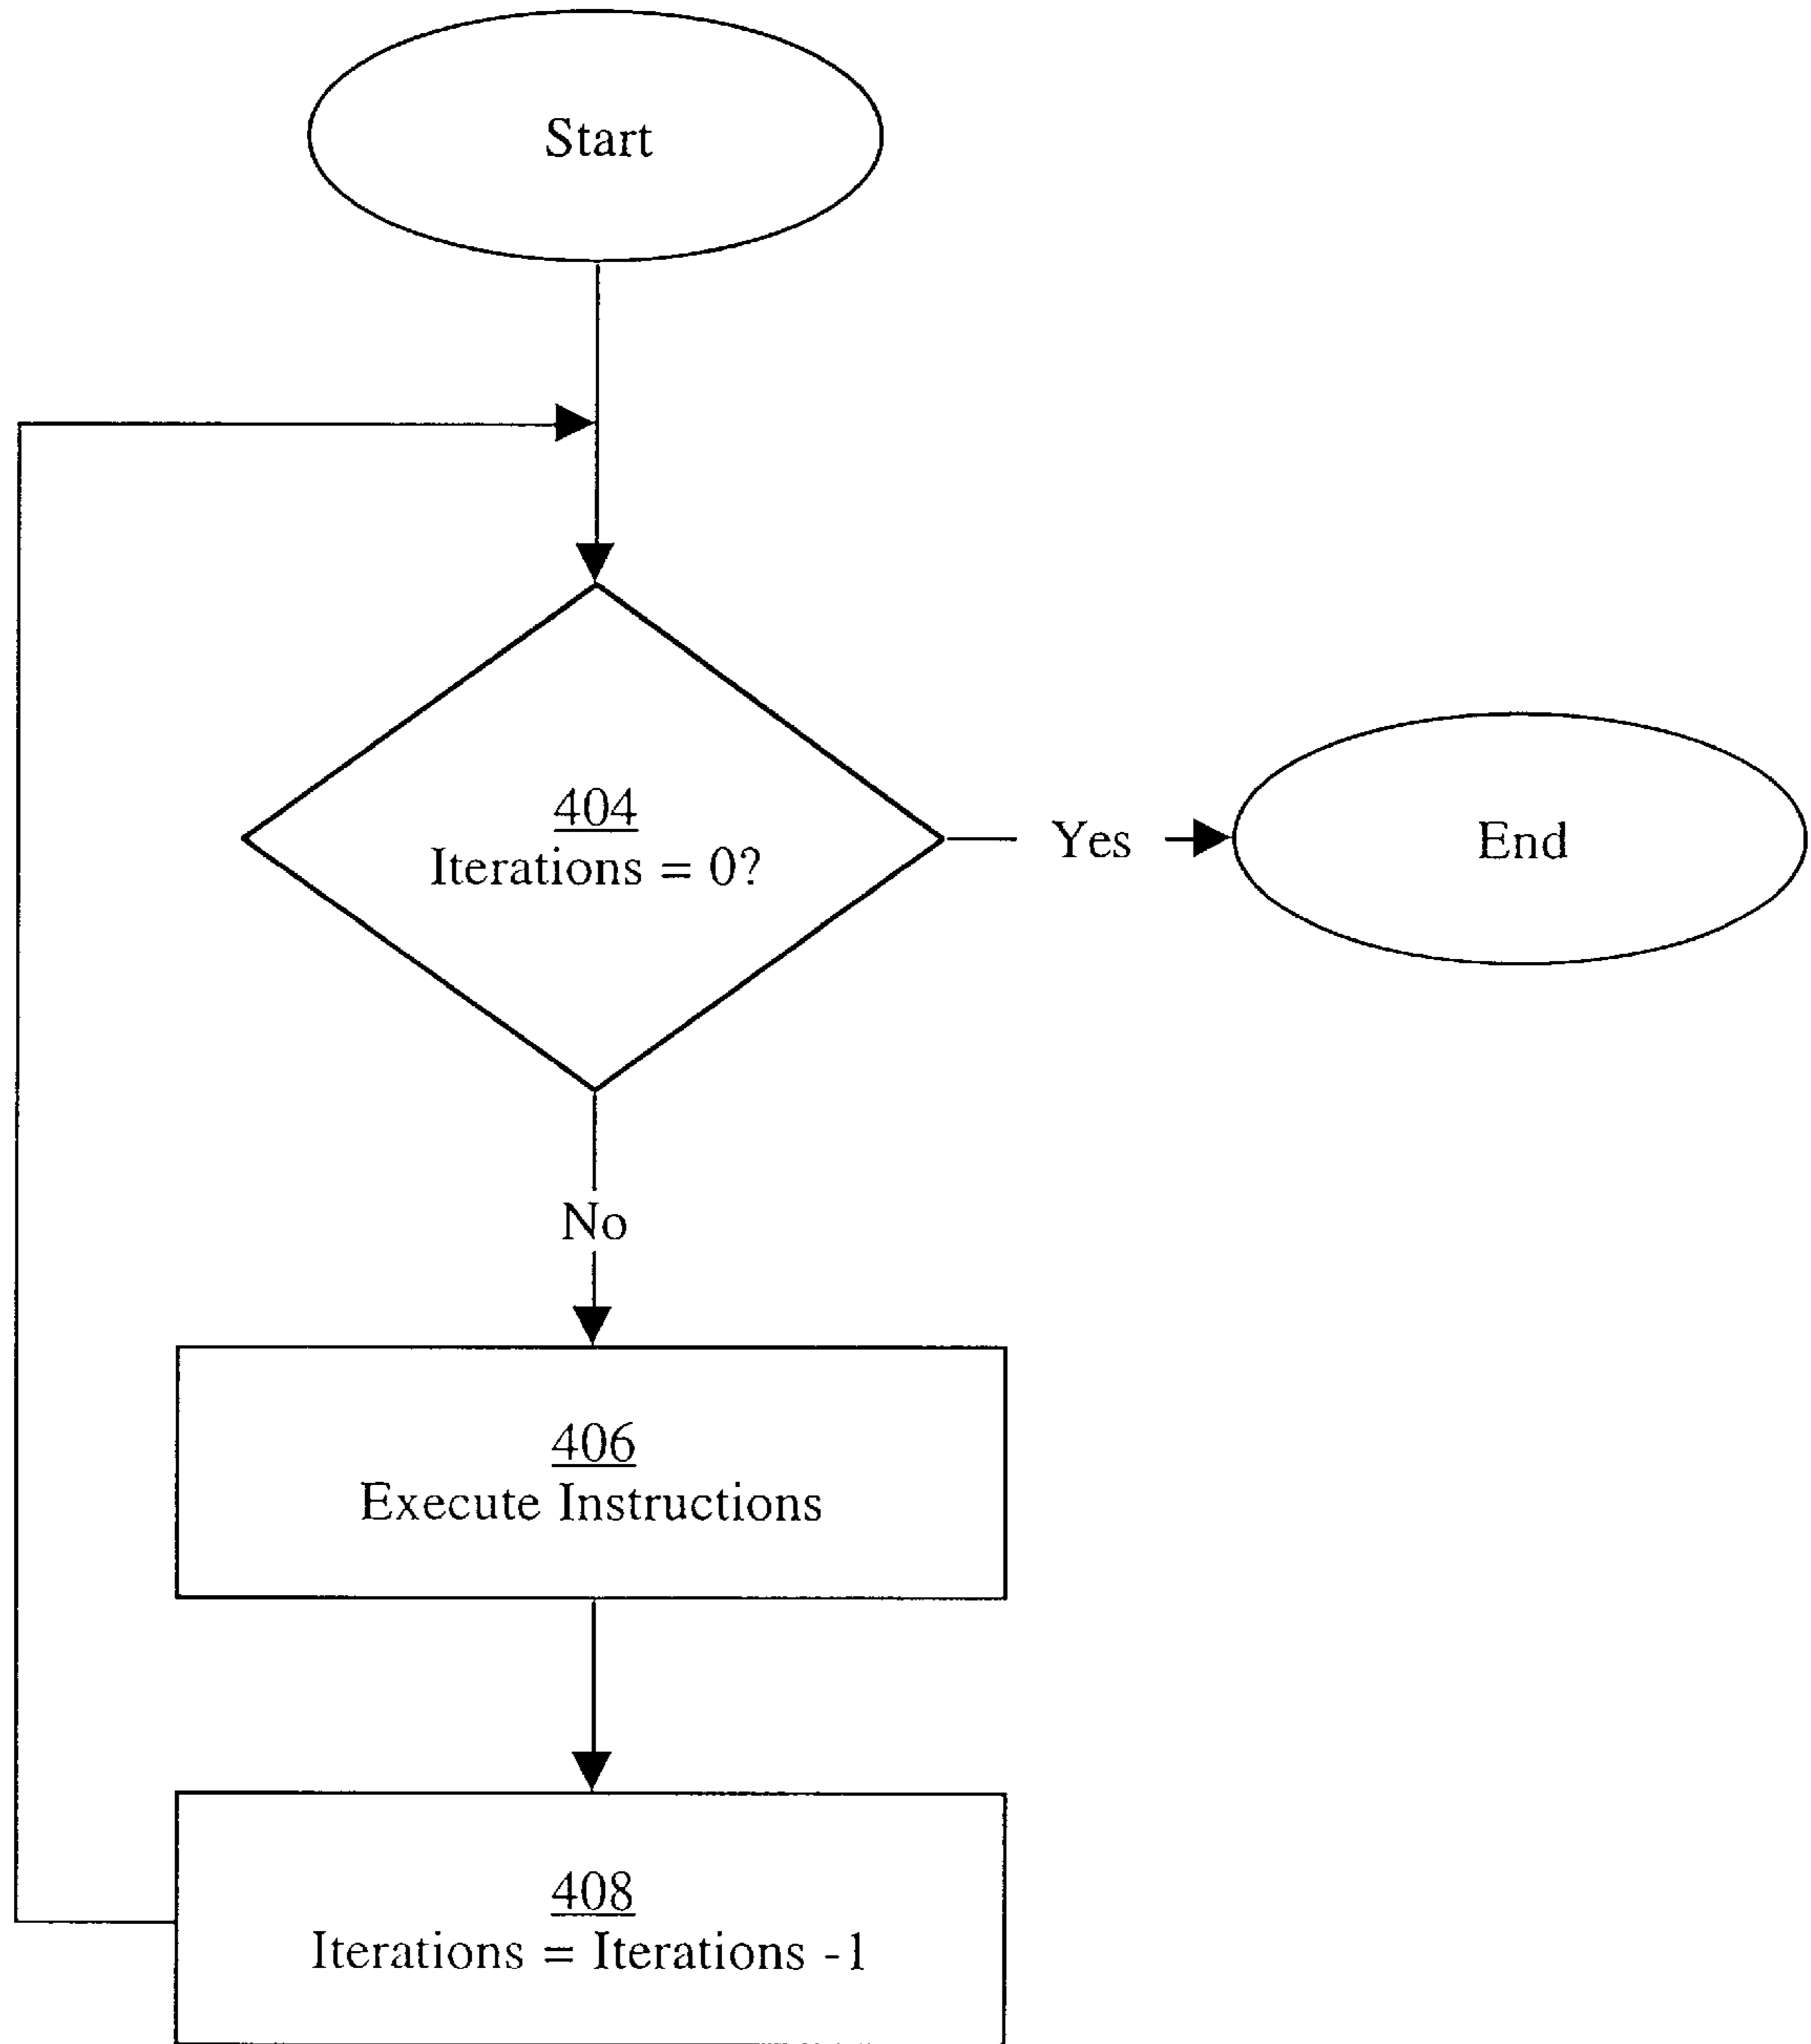 Start
404
Iterations = 0?
Yes
End
No
406
Execute Instructions
408
Iterations = Iterations -1